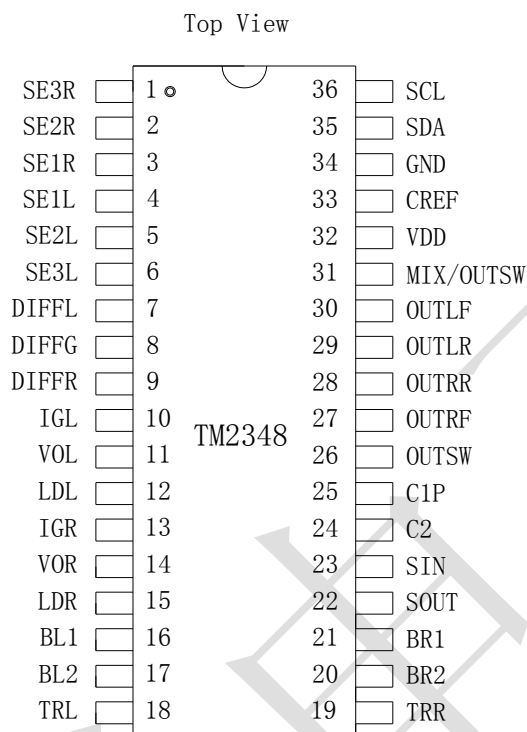 Top View
SE3R 1 36 SCL
SE2R 2 35 SDA
SE1R 3 34 GND
SE1L 4 33 CREF
SE2L 5 32 VDD
SE3L 6 31 MIX/OUTSW
DIFFL 7 30 OUTLF
DIFFG 8 29 OUTLR
DIFFR 9 28 OUTRR
IGL 10 27 OUTRF
TM2348
VOL 11 26 OUTSW
LDL 12 25 C1P
IGR 13 24 C2
VOR 14 23 SIN
LDR 15 22 SOUT
BL1 16 21 BR1
BL2 17 20 BR2
TRL 18 19 TRR